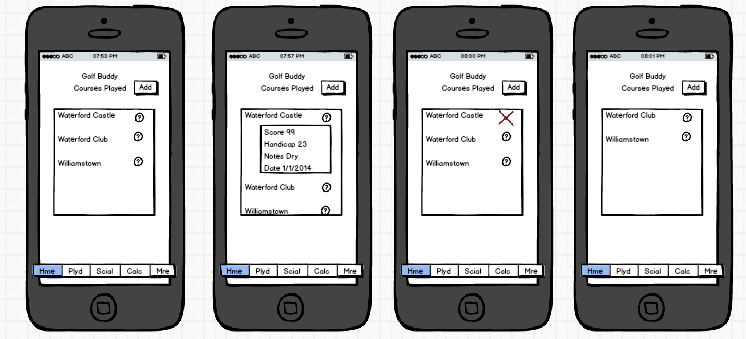 ABC 07:53 PM
Golf Buddy
Courses Played Add
Waterford Castle ?
Waterford Club ?
Williamstown ?
Hme Plyd Scial Calc Mre
ABC 07:57 PM
Golf Buddy
Courses Played Add
Waterford Castle ?
Score 99
Handicap 23
Notes Dry
Date 1/1/2014
Waterford Club ?
Williamstown ?
Hme Plyd Scial Calc Mre
ABC 08:00 PM
Golf Buddy
Courses Played Add
Waterford Castle
Waterford Club ?
Williamstown ?
Hme Plyd Scial Calc Mre
ABC 08:01 PM
Golf Buddy
Courses Played Add
Waterford Club ?
Williamstown ?
Hme Plyd Scial Calc Mre